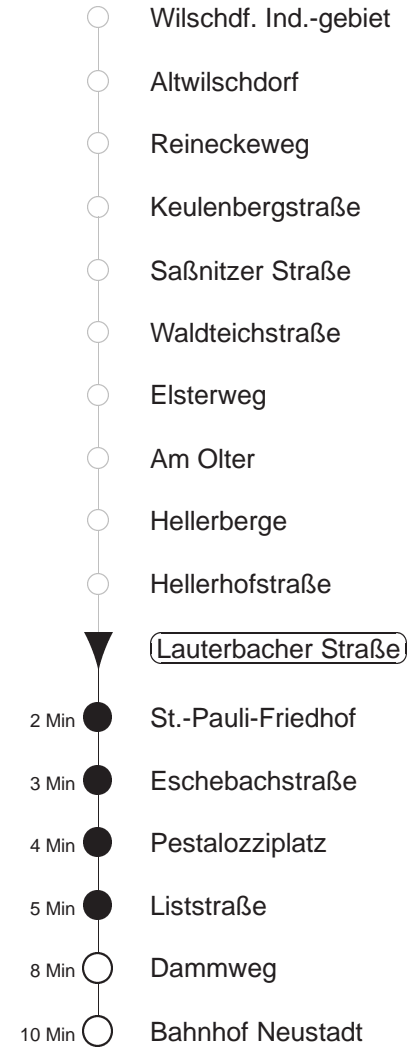 Wilschdf. Ind.-gebiet
Altwilschdorf
Reineckeweg
Keulenbergstraße
Saßnitzer Straße
Waldteichstraße
Elsterweg
Am Olter
Hellerberge
Hellerhofstraße
Lauterbacher Straße
2 Min St.-Pauli-Friedhof
3 Min Eschebachstraße
4 Min Pestalozziplatz
5 Min Liststraße
8 Min Dammweg
10 Min Bahnhof Neustadt